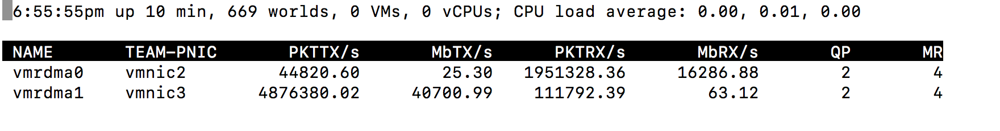 6:55:55pm up 10 min, 669 worlds, 0 VMs, 0 vCPUs; CPU load average: 0.00, 0.01, 0.00
NAME TEAM-PNIC PKTTX/s MbTX/s PKTRX/s MbRX/s QP MR
vmrdma0 vmnic2 44820.60 25.30 1951328.36 16286.88 2 4
vmrdma1 vmnic3 4876380.02 40700.99 111792.39 63.12 2 4